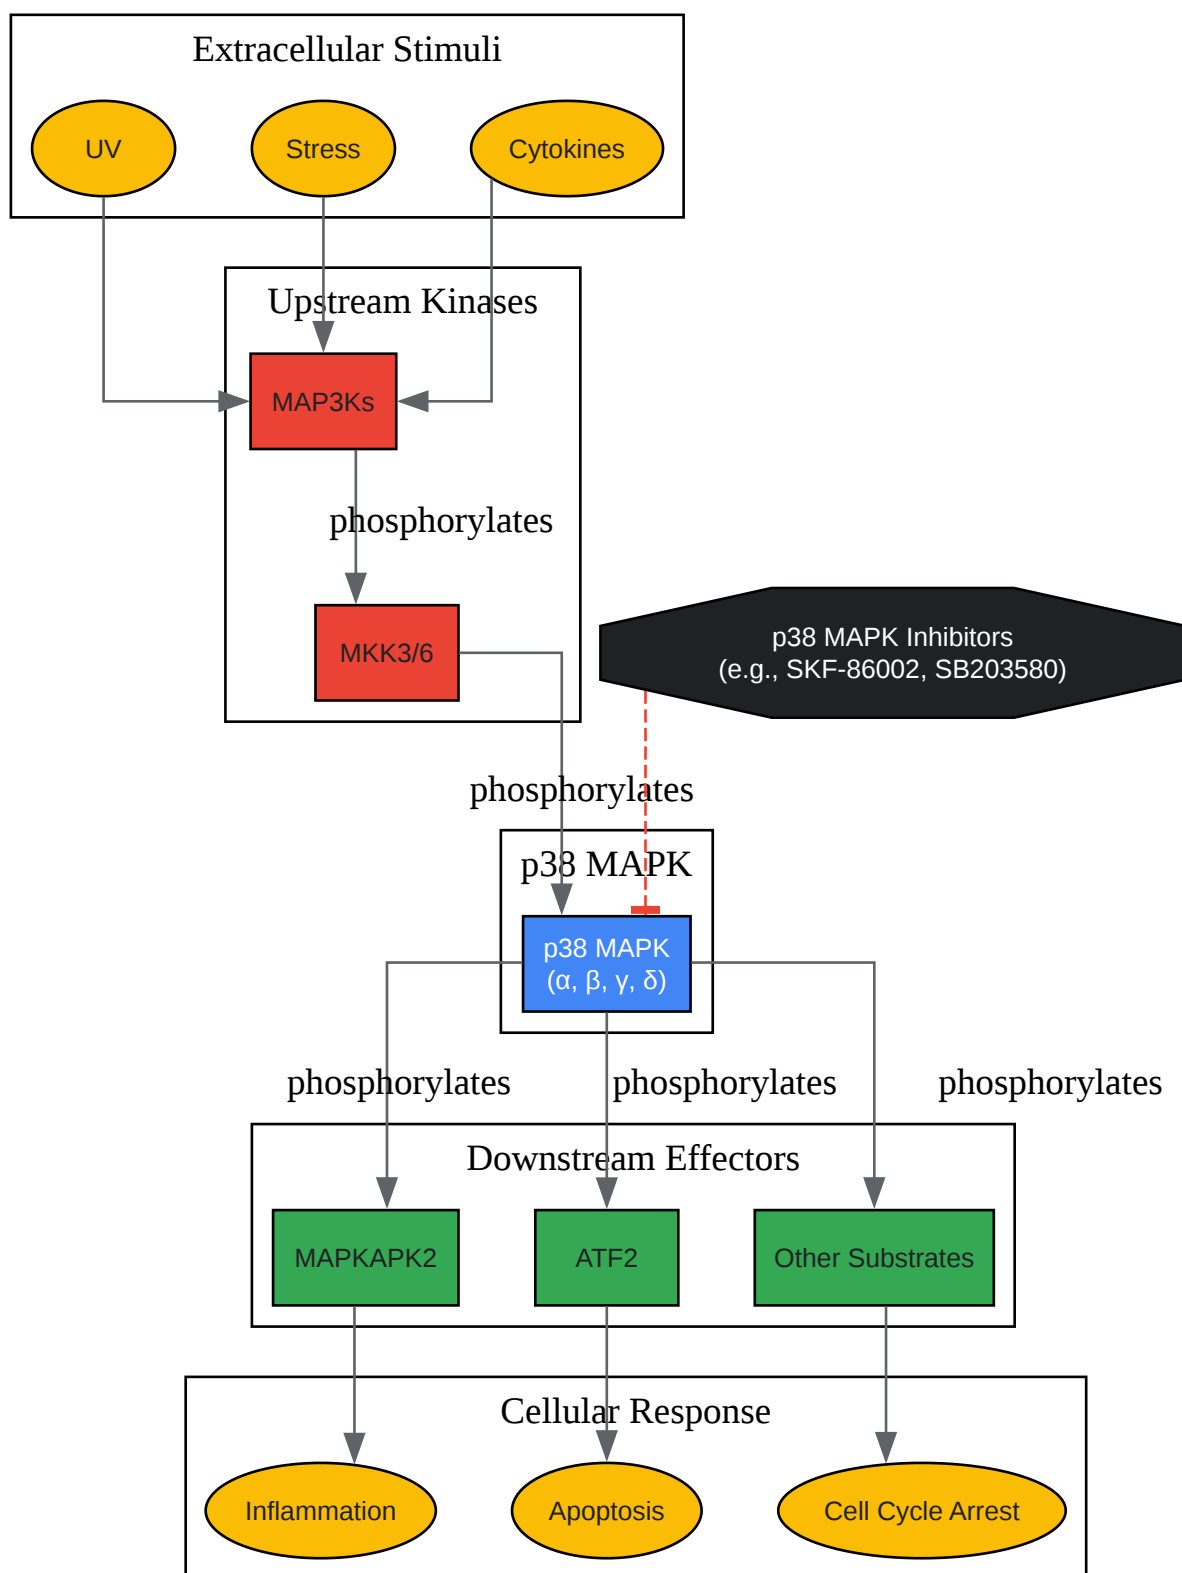 Extracellular Stimuli
UV
Stress
Cytokines
Upstream Kinases
MAP3Ks
phosphorylates
MKK3/6
p38 MAPK Inhibitors
(e.g., SKF-86002, SB203580)
phosphorylates
p38 MAPK
p38 MAPK
(α, β, γ, δ)
phosphorylates
phosphorylates
phosphorylates
Downstream Effectors
MAPKAPK2
ATF2
Other Substrates
Cellular Response
Inflammation
Apoptosis
Cell Cycle Arrest